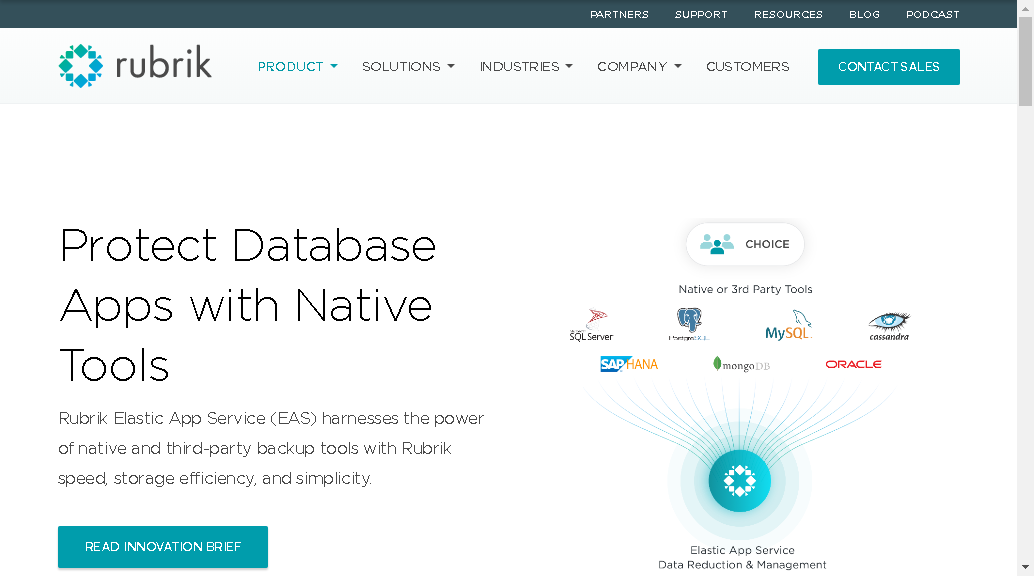 PARTNERS SUPPORT RESOURCES BLOG PODCAST
rubrik PRODUCT SOLUTIONS INDUSTRIES COMPANY CUSTOMERS CONTACT SALES
Protect Database
Apps with Native
Tools
Rubrik Elastic App Service (EAS) harnesses the power
of native and third-party backup tools with Rubrik
speed, storage efficiency, and simplicity.
READ INNOVATION BRIEF
CHOICE
Native or 3rd Party Tools
SQL Server PostgreSQL MySQL cassandra
SAP HANA mongoDB ORACLE
Elastic App Service
Data Reduction & Management